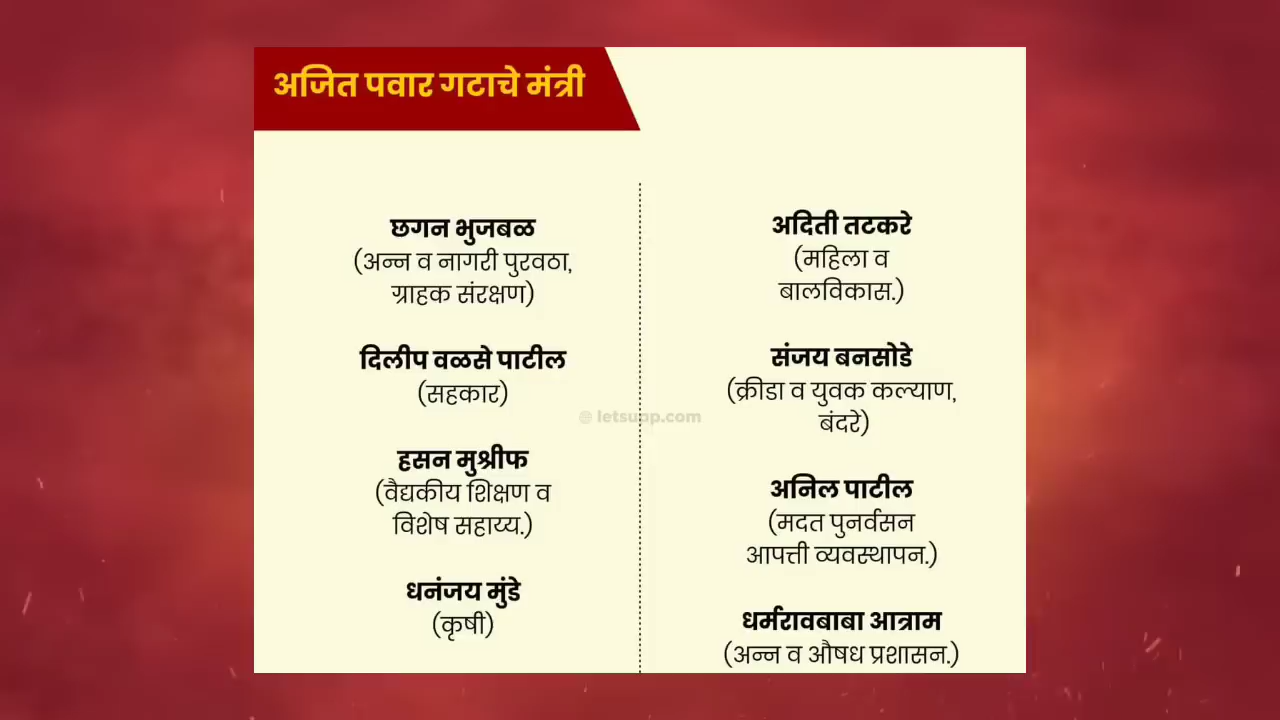 अजित पवार गटाचे मंत्री
छगन भुजबळ
(अन्न व नागरी पुरवठा,
ग्राहक संरक्षण)
दिलीप वळसे पाटील
(सहकार)
हसन मुश्रीफ
(वैद्यकीय शिक्षण व
विशेष सहाय्य.)
धनंजय मुंडे
(कृषी)
अदिती तटकरे
(महिला व
बालविकास.)
संजय बनसोडे
(क्रीडा व युवक कल्याण,
बंदरे)
अनिल पाटील
(मदत पुनर्वसन
आपत्ती व्यवस्थापन.)
धर्मरावबाबा आत्राम
(अन्न व औषध प्रशासन.)
@ letsupp.com